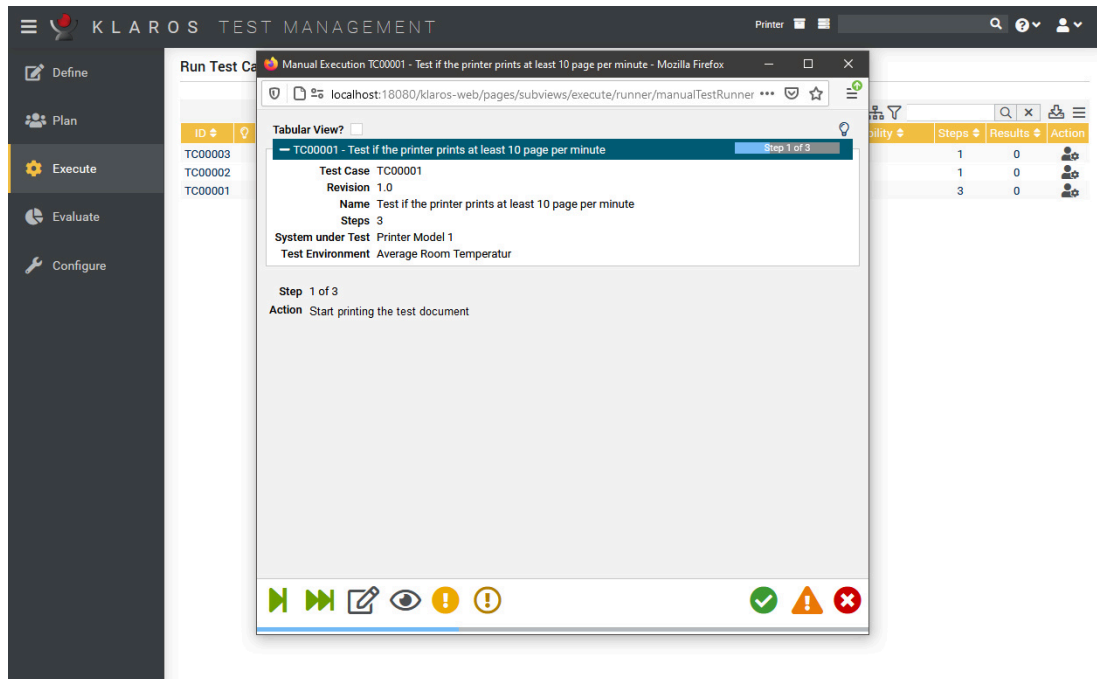 KLAROS TEST MANAGEMENT
Printer
Define
Plan
Execute
Evaluate
Configure
Run Test Ca
ID
bility Steps Results Action
TC00003 1 0
TC00002 1 0
TC00001 3 0
Manual Execution TC00001 - Test if the printer prints at least 10 page per minute - Mozilla Firefox
localhost:18080/klaros-web/pages/subviews/execute/runner/manualTestRunner
Tabular View?
TC00001 - Test if the printer prints at least 10 page per minute Step 1 of 3
Test Case TC00001
Revision 1.0
Name Test if the printer prints at least 10 page per minute
Steps 3
System under Test Printer Model 1
Test Environment Average Room Temperatur
Step 1 of 3
Action Start printing the test document